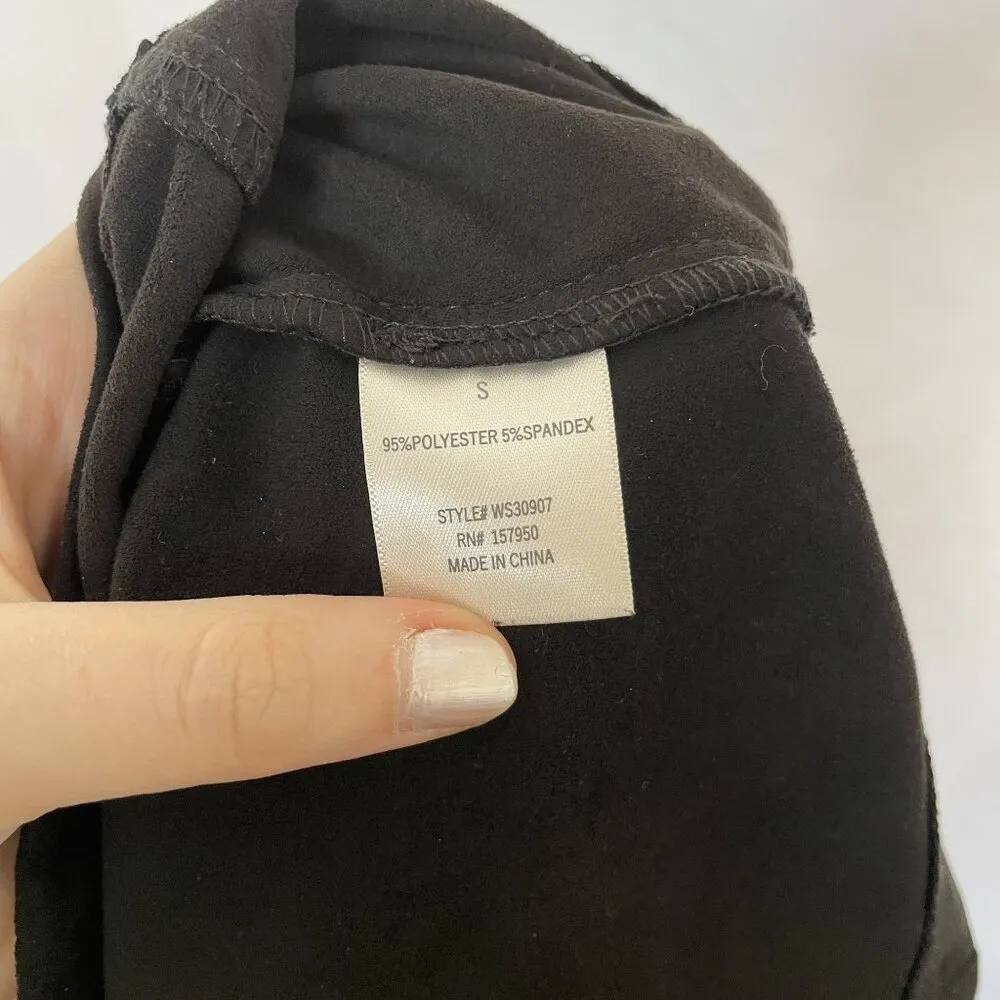 S
95%POLYESTER 5%SPANDEX
STYLE# WS30907
RN# 157950
MADE IN CHINA